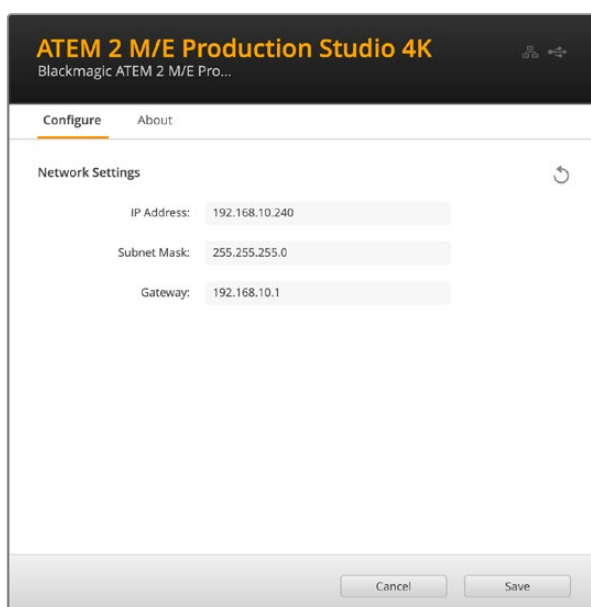 ATEM 2 M/E Production Studio 4K
Blackmagic ATEM 2 M/E Pro...
Configure About
Network Settings
IP Address: 192.168.10.240
Subnet Mask: 255.255.255.0
Gateway: 192.168.10.1
Cancel Save